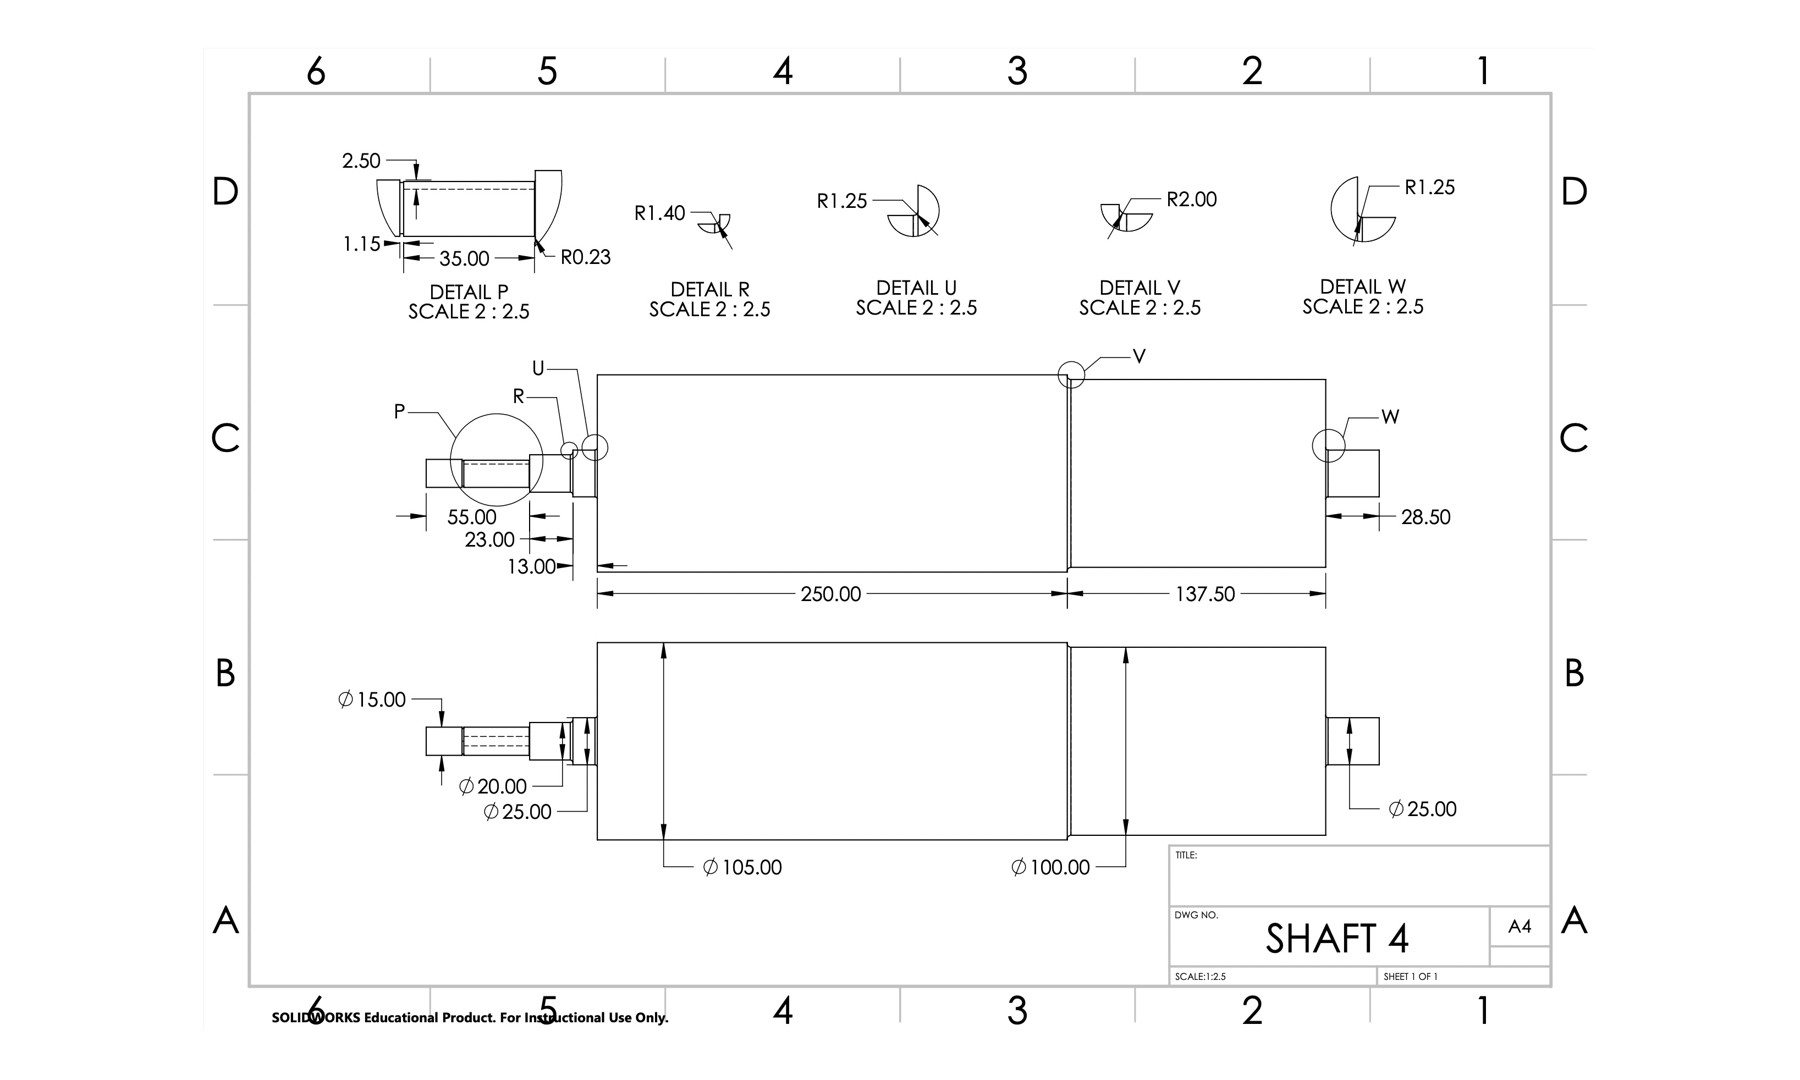 6 5 4 3 2 1
D D
2.50
1.15
35.00
R0.23
DETAIL P
SCALE 2 : 2.5
R1.40
DETAIL R
SCALE 2 : 2.5
R1.25
DETAIL U
SCALE 2 : 2.5
R2.00
DETAIL V
SCALE 2 : 2.5
R1.25
DETAIL W
SCALE 2 : 2.5
C C
U
R
P
V
W
55.00
23.00
13.00
250.00
137.50
28.50
B B
∅15.00
∅20.00
∅25.00
∅105.00
∅100.00
∅25.00
A A
TITLE:
DWG NO.
SHAFT 4
A4
SCALE:1:2.5
SHEET 1 OF 1
6 5 4 3 2 1
SOLIDWORKS Educational Product. For Instructional Use Only.